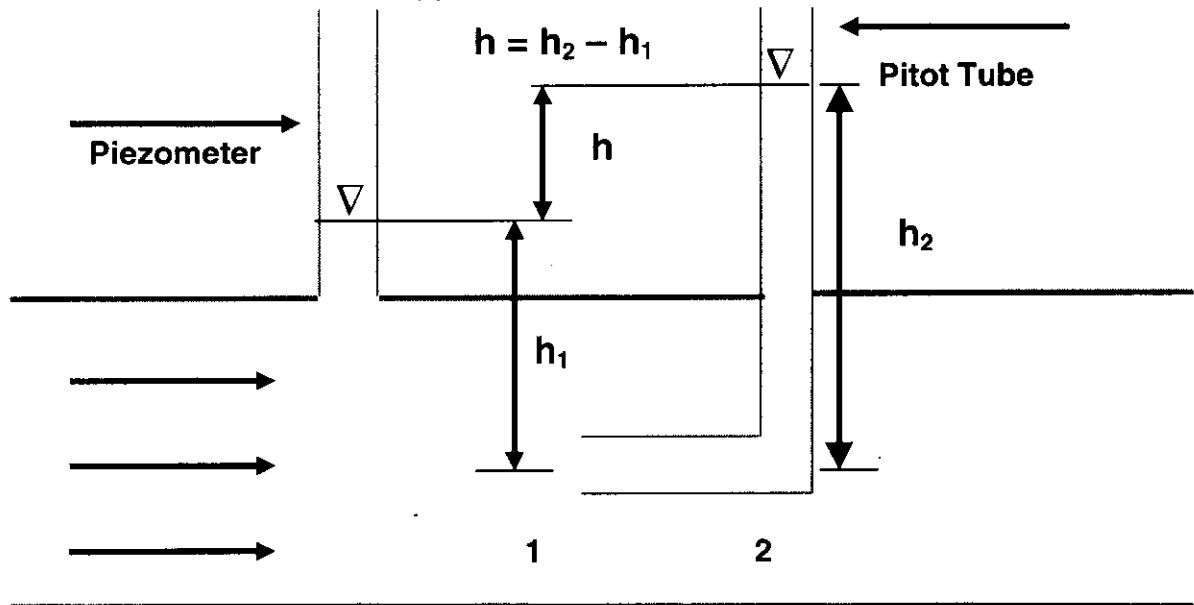 h = h₂ – h₁
Pitot Tube
Piezometer
h
h₂
h₁
1
2